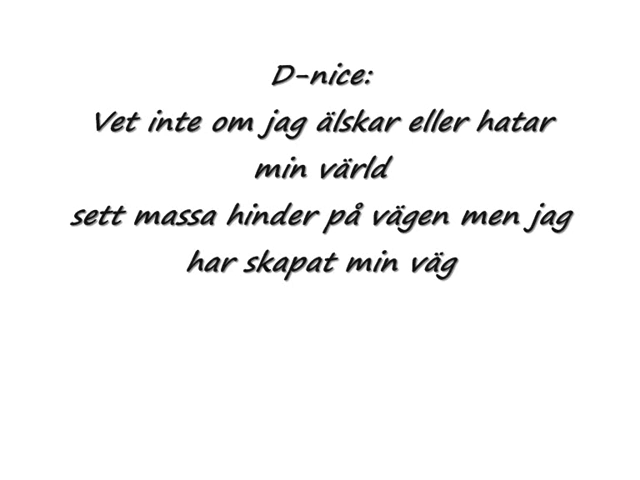 D-nice:
Vet inte om jag älskar eller hatar
min värld
sett massa hinder på vägen men jag
har skapat min väg